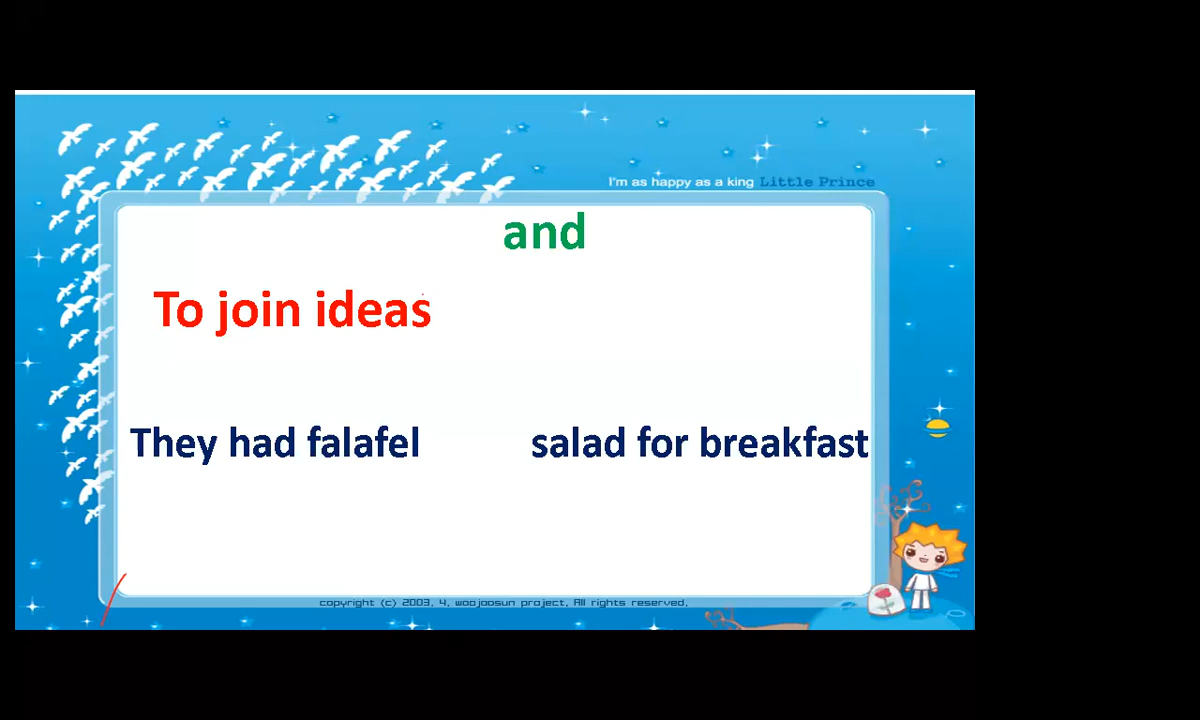 I'm as happy as a king Little Prince
and
To join ideas
They had falafel salad for breakfast
copyright (c) 2003, 4, woojoosun project, All rights reserved,